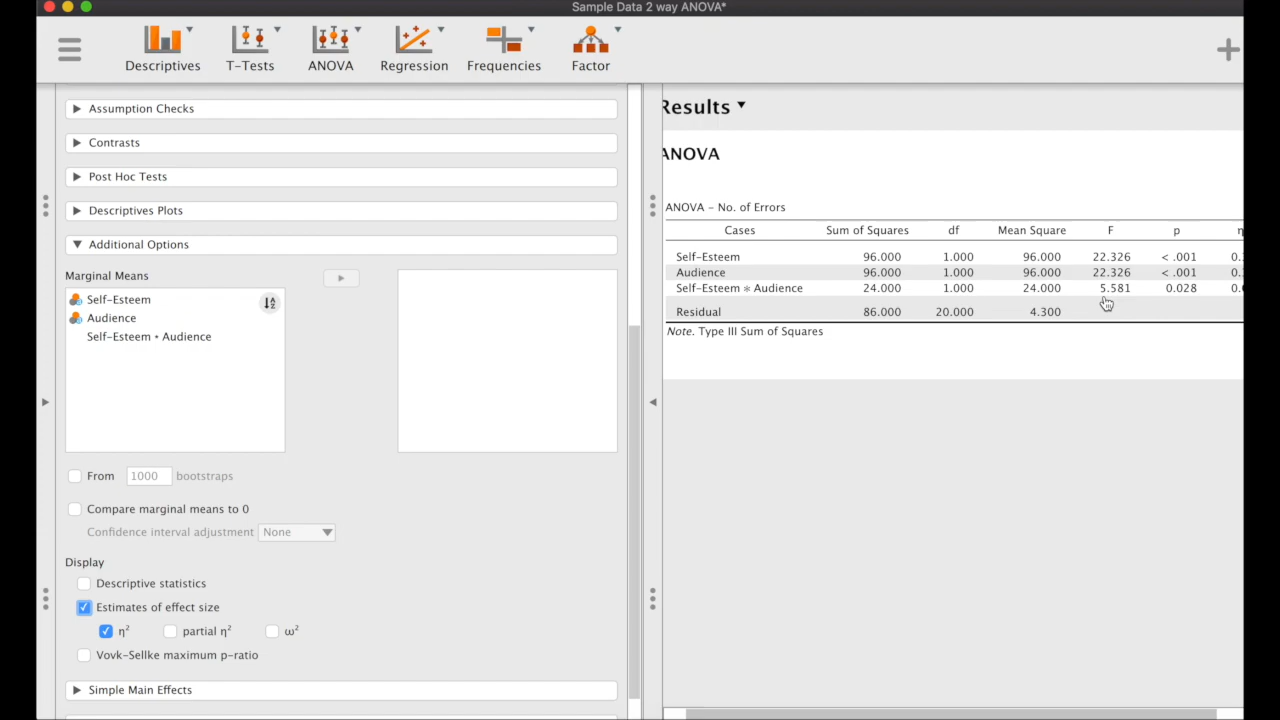 Sample Data 2 way ANOVA*
Descriptives T-Tests ANOVA Regression Frequencies Factor
Assumption Checks
Contrasts
Post Hoc Tests
Descriptives Plots
Additional Options
Marginal Means
Self-Esteem
Audience
Self-Esteem * Audience
From 1000 bootstraps
Compare marginal means to 0
Confidence interval adjustment None
Display
Descriptive statistics
Estimates of effect size
η² partial η² ω²
Vovk-Sellke maximum p-ratio
Simple Main Effects
Results
ANOVA
ANOVA - No. of Errors
Cases Sum of Squares df Mean Square F p η
Self-Esteem 96.000 1.000 96.000 22.326 < .001 0.
Audience 96.000 1.000 96.000 22.326 < .001 0.
Self-Esteem * Audience 24.000 1.000 24.000 5.581 0.028 0.
Residual 86.000 20.000 4.300
Note. Type III Sum of Squares